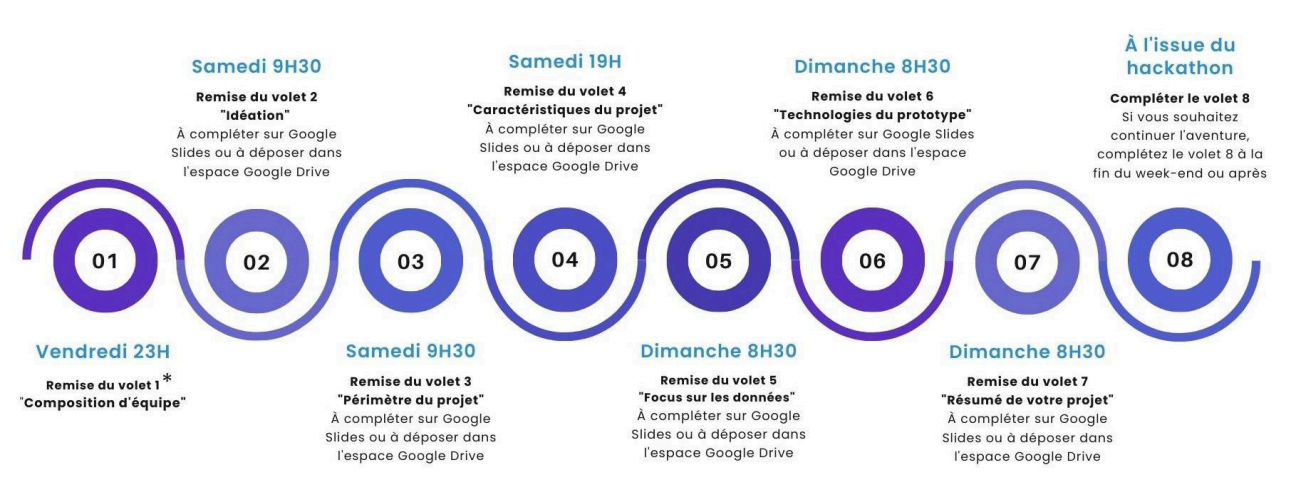 Vendredi 23H
Remise du volet 1 *
"Composition d'équipe"
01
Samedi 9H30
Remise du volet 2
"Idéation"
À compléter sur Google
Slides ou à déposer dans
l'espace Google Drive
02
03
Samedi 9H30
Remise du volet 3
"Périmètre du projet"
À compléter sur Google
Slides ou à déposer dans
l'espace Google Drive
Samedi 19H
Remise du volet 4
"Caractéristiques du projet"
À compléter sur Google
Slides ou à déposer dans
l'espace Google Drive
04
05
Dimanche 8H30
Remise du volet 5
"Focus sur les données"
À compléter sur Google
Slides ou à déposer dans
l'espace Google Drive
Dimanche 8H30
Remise du volet 6
"Technologies du prototype"
À compléter sur Google Slides
ou à déposer dans l'espace
Google Drive
06
07
Dimanche 8H30
Remise du volet 7
"Résumé de votre projet"
À compléter sur Google
Slides ou à déposer dans
l'espace Google Drive
À l'issue du
hackathon
Compléter le volet 8
Si vous souhaitez
continuer l'aventure,
complétez le volet 8 à la
fin du week-end ou après
08